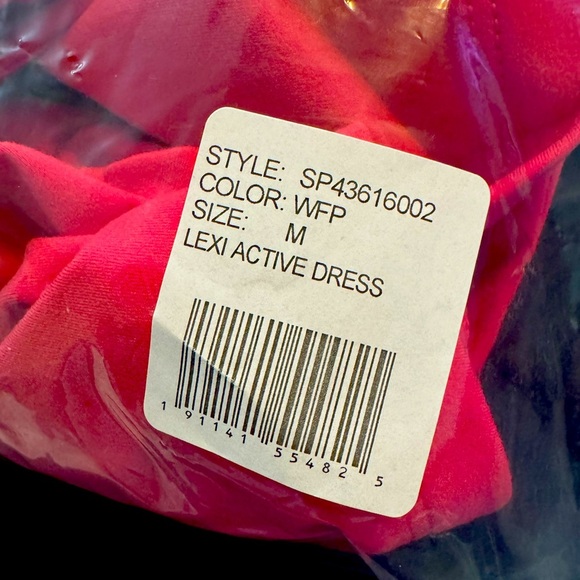 STYLE: SP43616002
COLOR: WFP
SIZE: M
LEXI ACTIVE DRESS
1 91141 55482 5